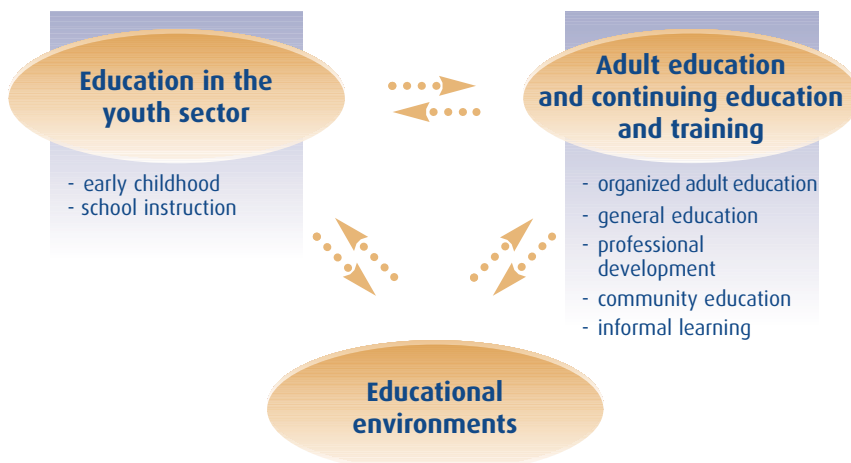 Education in the
youth sector
- early childhood
- school instruction
Adult education
and continuing education
and training
- organized adult education
- general education
- professional
development
- community education
- informal learning
Educational
environments